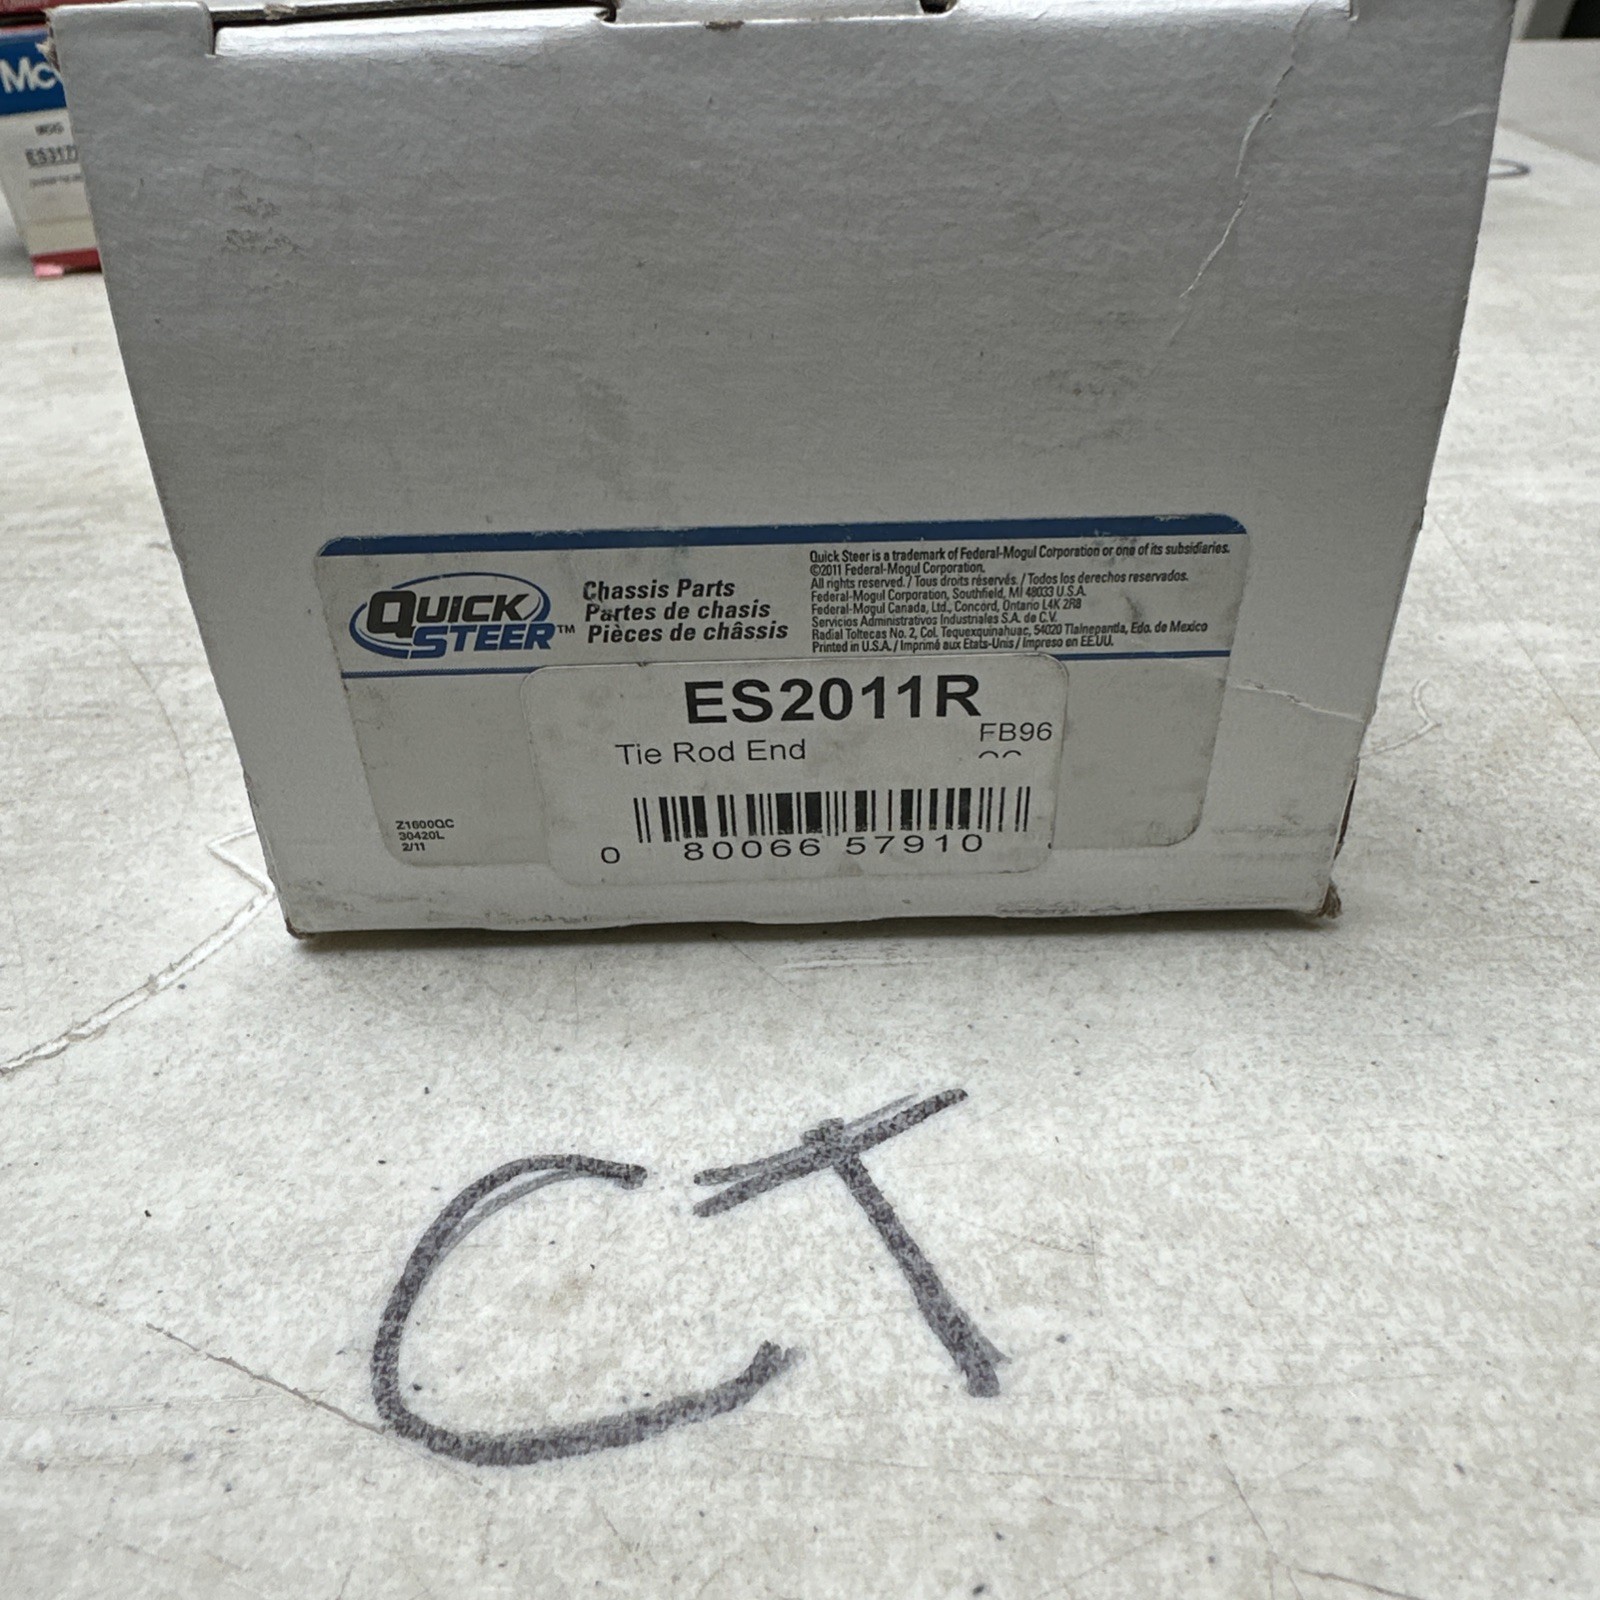 Mc
ES317
QUICK
STEER™
Chassis Parts
Partes de chasis
Pièces de châssis
Quick Steer is a trademark of Federal-Mogul Corporation or one of its subsidiaries.
©2011 Federal-Mogul Corporation.
All rights reserved. / Tous droits réservés. / Todos los derechos reservados.
Federal-Mogul Corporation, Southfield, MI 48033 U.S.A.
Federal-Mogul Canada, Ltd., Concord, Ontario L4K 2R8
Servicios Administrativos Industriales S.A. de C.V.
Radial Toltecas No. 2, Col. Tequexquinahuac, 54020 Tlalnepantla, Edo. de Mexico
Printed in U.S.A. / Imprimé aux États-Unis / Impreso en EE.UU.
ES2011R
Tie Rod End
FB96
Z1600QC
30420L
2/11
0 80066 57910
CT